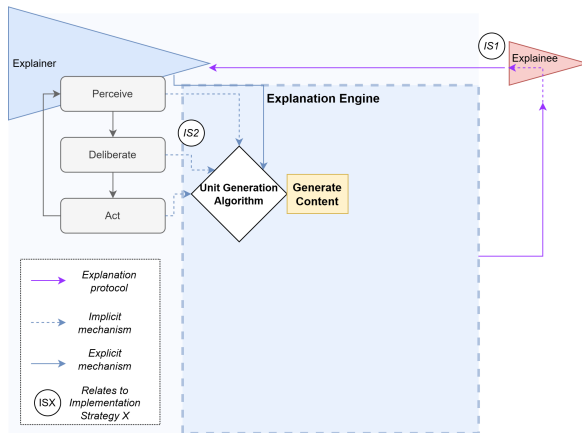 Explainer
IS1
Explainee
Perceive
Explanation Engine
IS2
Deliberate
Unit Generation
Algorithm
Generate
Content
Act
Explanation
protocol
Implicit
mechanism
Explicit
mechanism
ISX
Relates to
Implementation
Strategy X